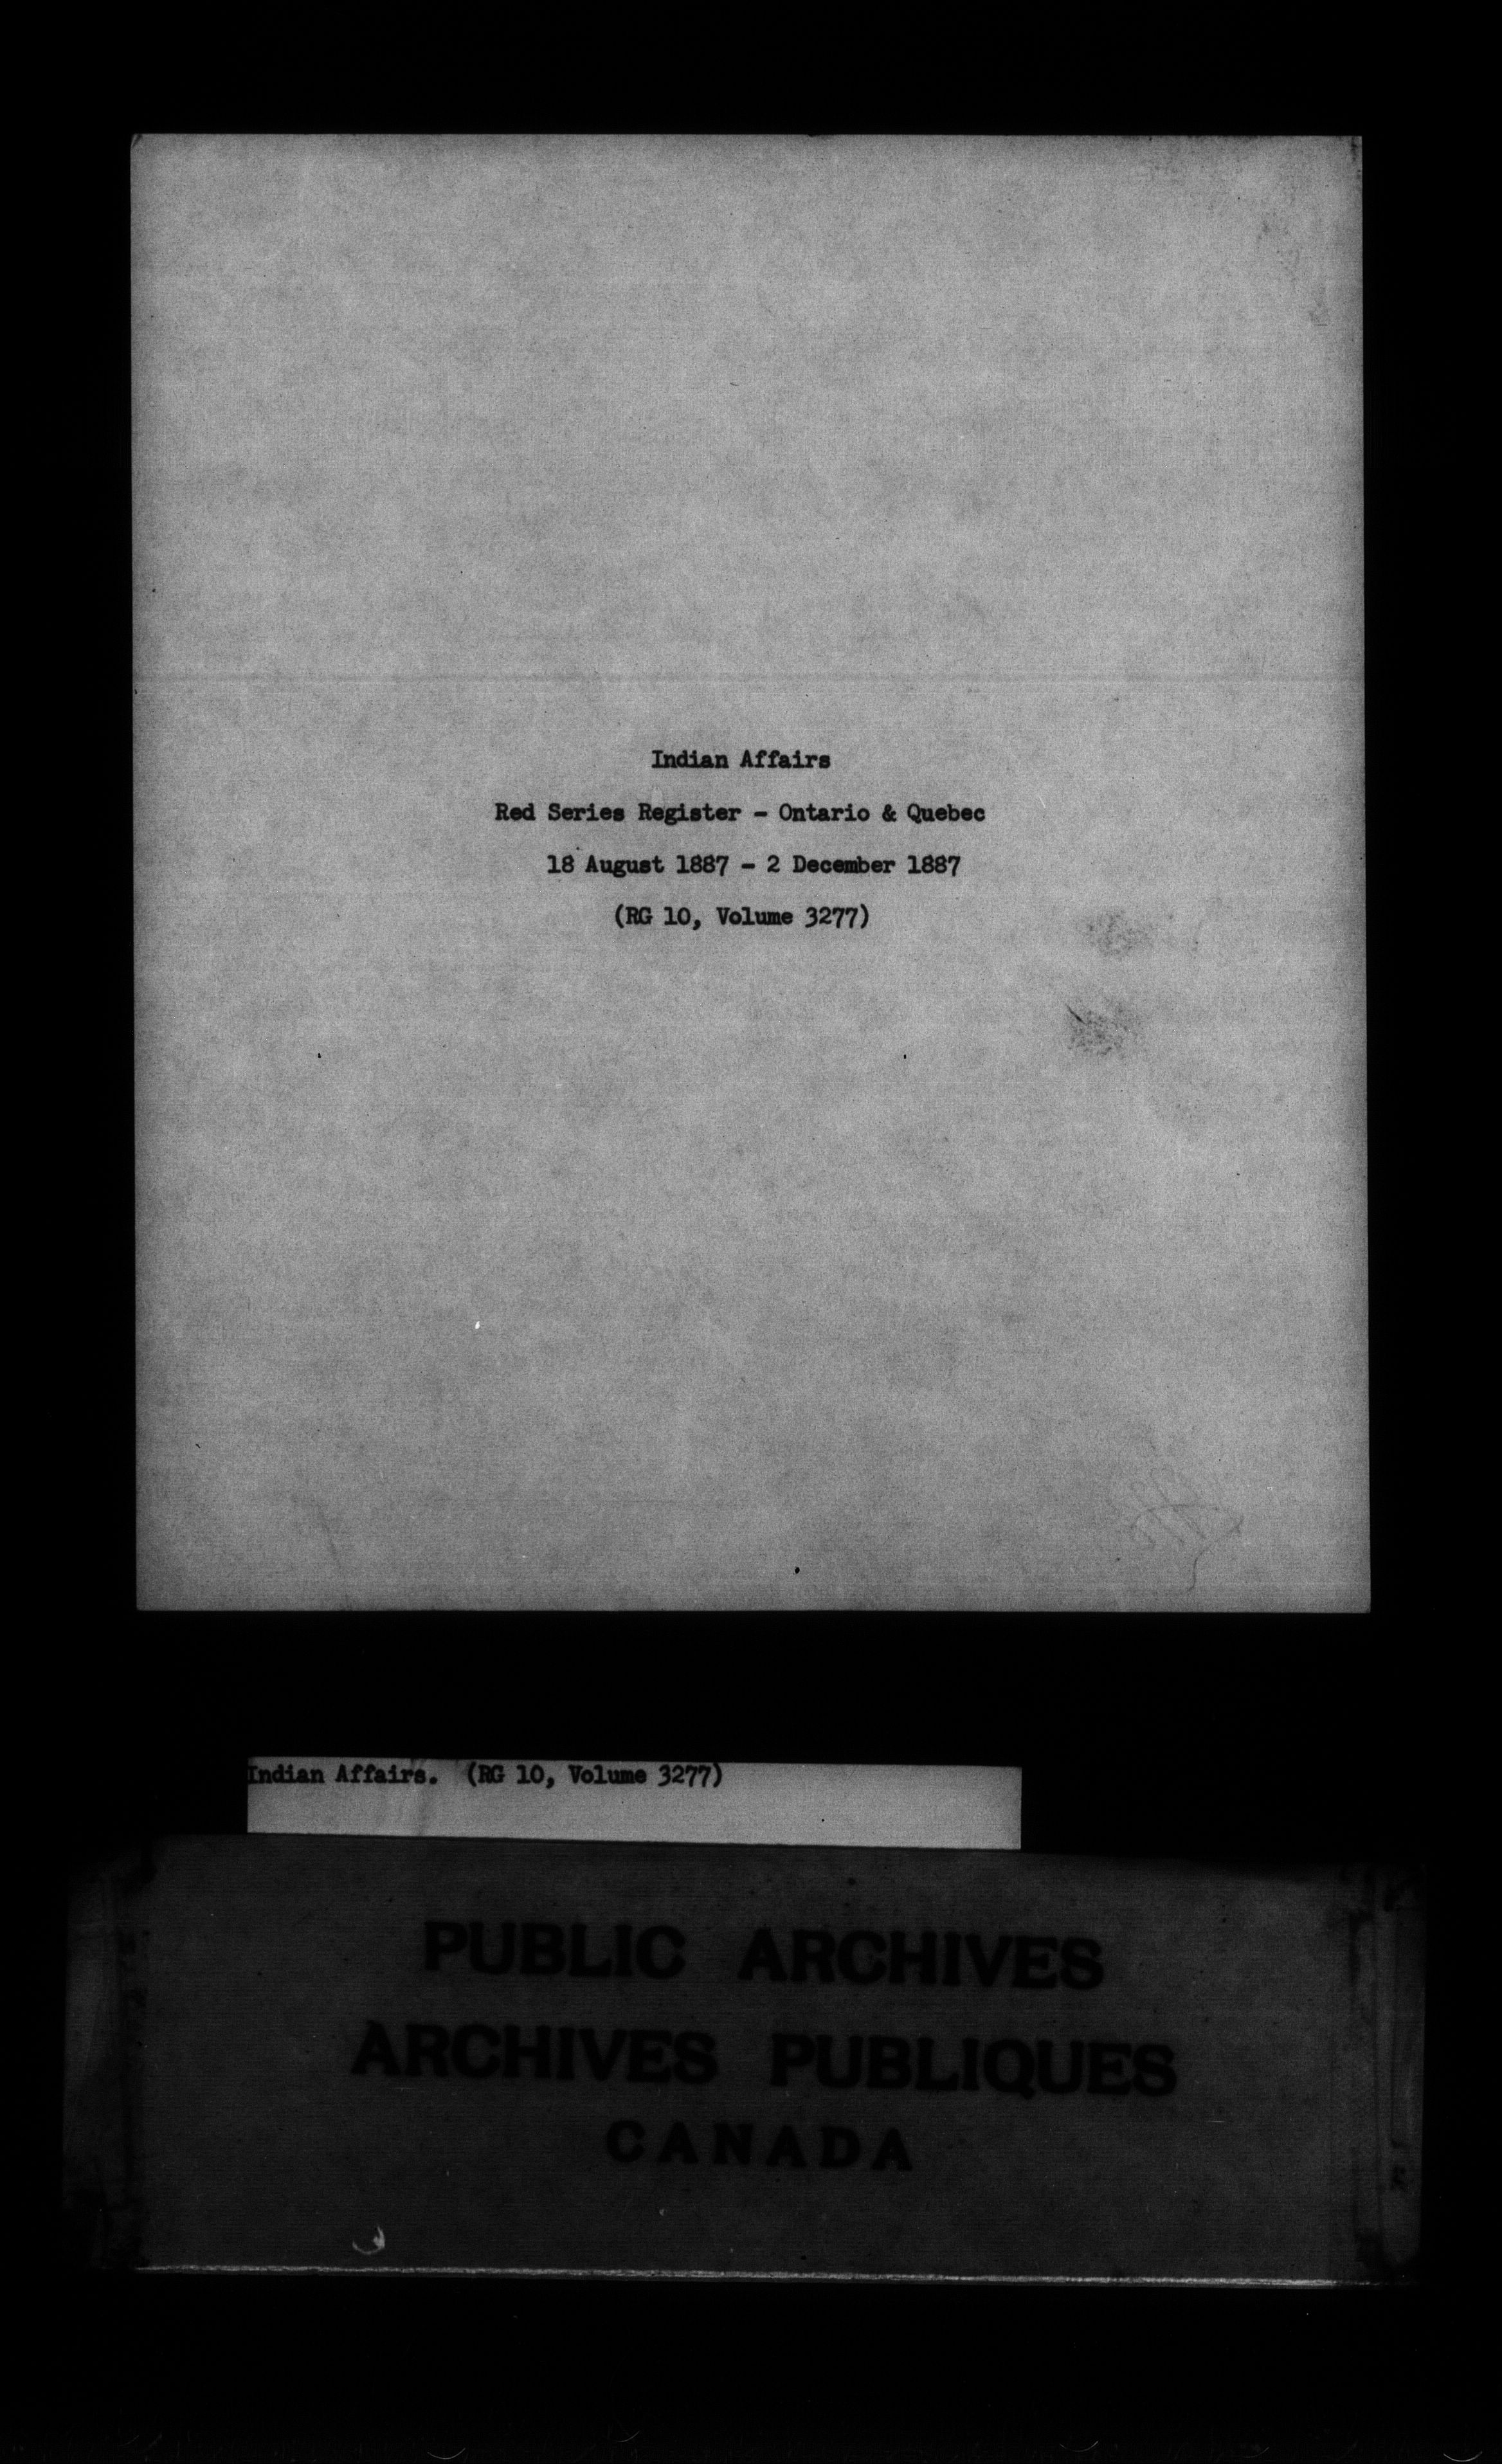 Indian Affairs
Red Series Register - Ontario & Quebec
18 August 1887 - 2 December 1887
(RG 10, Volume 3277)
Indian Affairs. (RG 10, Volume 3277)
PUBLIC ARCHIVES
ARCHIVES PUBLIQUES
CANADA